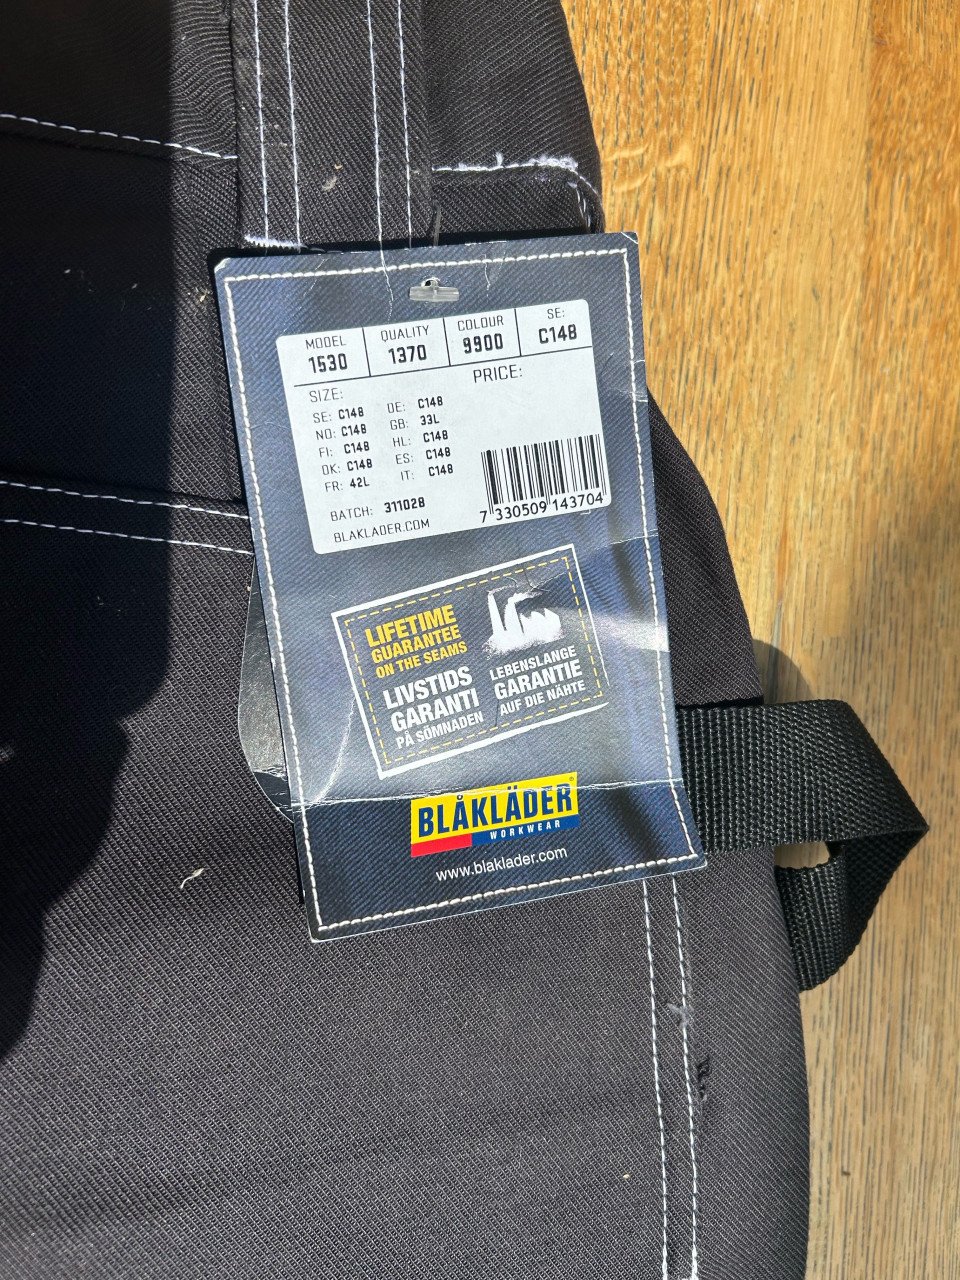 MODEL QUALITY COLOUR SE:
1530 1370 9900 C148
SIZE: PRICE:
SE: C148 DE: C148
NO: C148 GB: 33L
FI: C148 HL: C148
DK: C148 ES: C148
FR: 42L IT: C148
BATCH: 311028
BLAKLADER.COM
7 330509 143704
LIFETIME
GUARANTEE
ON THE SEAMS
LIVSTIDS
GARANTI
PÅ SÖMNADEN
LEBENSLANGE
GARANTIE
AUF DIE NÄHTE
BLÅKLÄDER®
WORKWEAR
www.blaklader.com